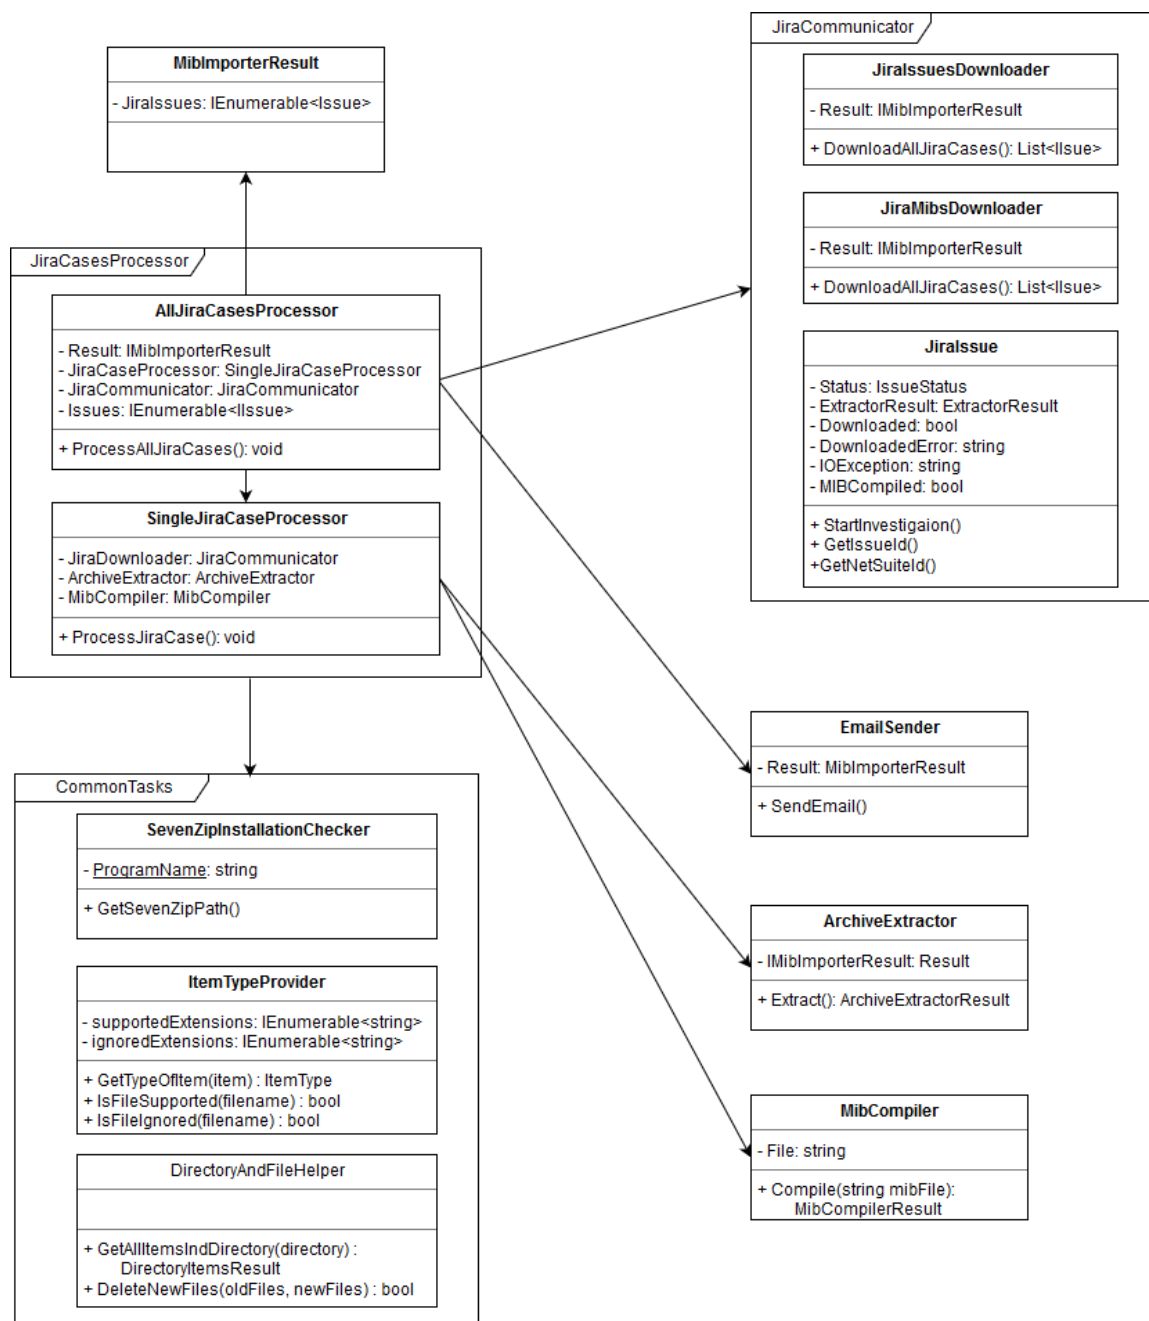 MibImporterResult
- JiraIssues: IEnumerable<Issue>
JiraCasesProcessor
AllJiraCasesProcessor
- Result: IMibImporterResult
- JiraCaseProcessor: SingleJiraCaseProcessor
- JiraCommunicator: JiraCommunicator
- Issues: IEnumerable<IIssue>
+ ProcessAllJiraCases(): void
SingleJiraCaseProcessor
- JiraDownloader: JiraCommunicator
- ArchiveExtractor: ArchiveExtractor
- MibCompiler: MibCompiler
+ ProcessJiraCase(): void
CommonTasks
SevenZipInstallationChecker
- ProgramName: string
+ GetSevenZipPath()
ItemTypeProvider
- supportedExtensions: IEnumerable<string>
- ignoredExtensions: IEnumerable<string>
+ GetTypeOfItem(item) : ItemType
+ IsFileSupported(filename) : bool
+ IsFileIgnored(filename) : bool
DirectoryAndFileHelper
+ GetAllItemsIndDirectory(directory) :
DirectoryItemsResult
+ DeleteNewFiles(oldFiles, newFiles) : bool
JiraCommunicator
JiraIssuesDownloader
- Result: IMibImporterResult
+ DownloadAllJiraCases(): List<IIsue>
JiraMibsDownloader
- Result: IMibImporterResult
+ DownloadAllJiraCases(): List<IIsue>
JiraIssue
- Status: IssueStatus
- ExtractorResult: ExtractorResult
- Downloaded: bool
- DownloadedError: string
- IOException: string
- MIBCompiled: bool
+ StartInvestigaion()
+ GetIssueId()
+GetNetSuiteId()
EmailSender
- Result: MibImporterResult
+ SendEmail()
ArchiveExtractor
- IMibImporterResult: Result
+ Extract(): ArchiveExtractorResult
MibCompiler
- File: string
+ Compile(string mibFile):
MibCompilerResult